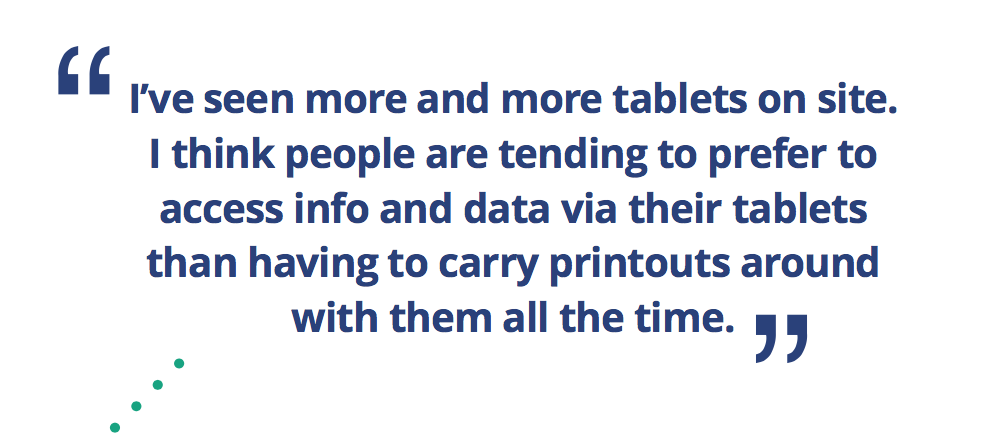 “I’ve seen more and more tablets on site.
I think people are tending to prefer to
access info and data via their tablets
than having to carry printouts around
with them all the time.”